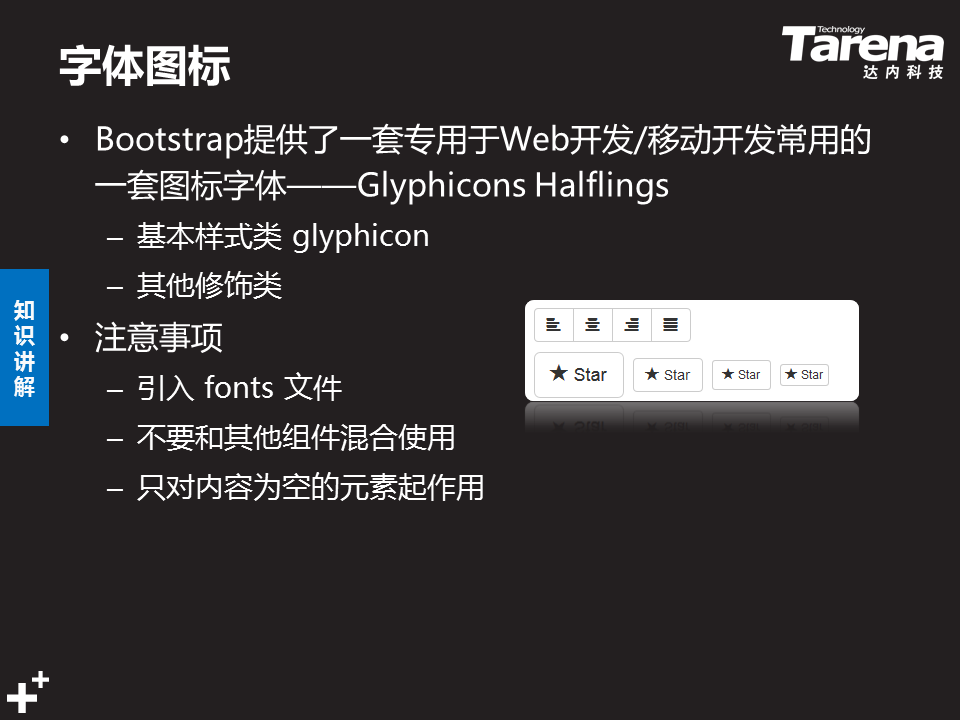 字体图标
Technology
Tarena
达内科技
• Bootstrap提供了一套专用于Web开发/移动开发常用的
一套图标字体——Glyphicons Halflings
– 基本样式类 glyphicon
– 其他修饰类
• 注意事项
– 引入 fonts 文件
– 不要和其他组件混合使用
– 只对内容为空的元素起作用
知识讲解
★ Star ★ Star ★ Star ★ Star